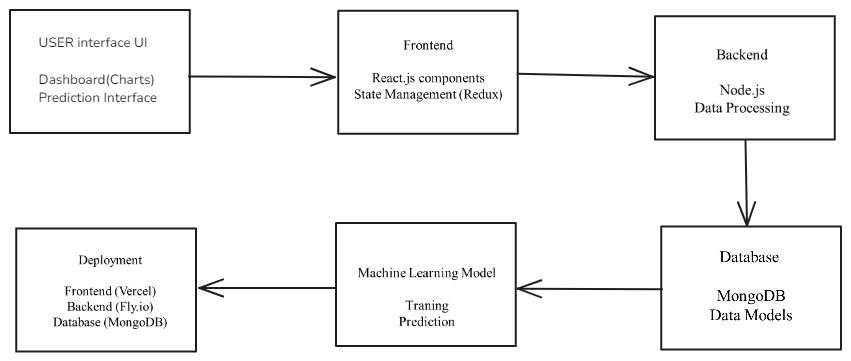 USER interface UI
Dashboard(Charts)
Prediction Interface
Frontend
React.js components
State Management (Redux)
Backend
Node.js
Data Processing
Deployment
Frontend (Vercel)
Backend (Fly.io)
Database (MongoDB)
Machine Learning Model
Traning
Prediction
Database
MongoDB
Data Models